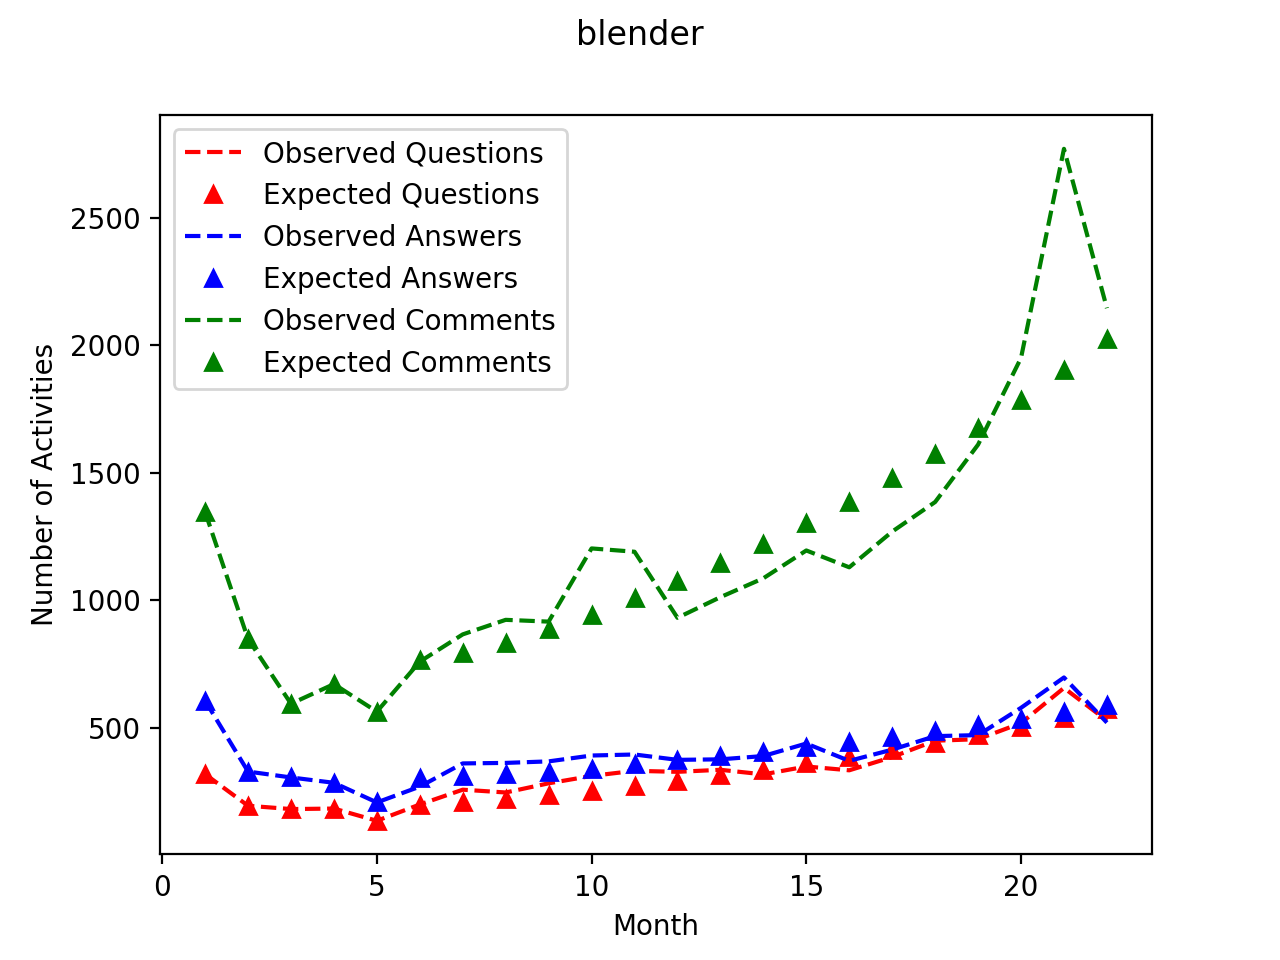 blender
Observed Questions
Expected Questions
Observed Answers
Expected Answers
Observed Comments
Expected Comments
Number of Activities
2500
2000
1500
1000
500
0 5 10 15 20
Month